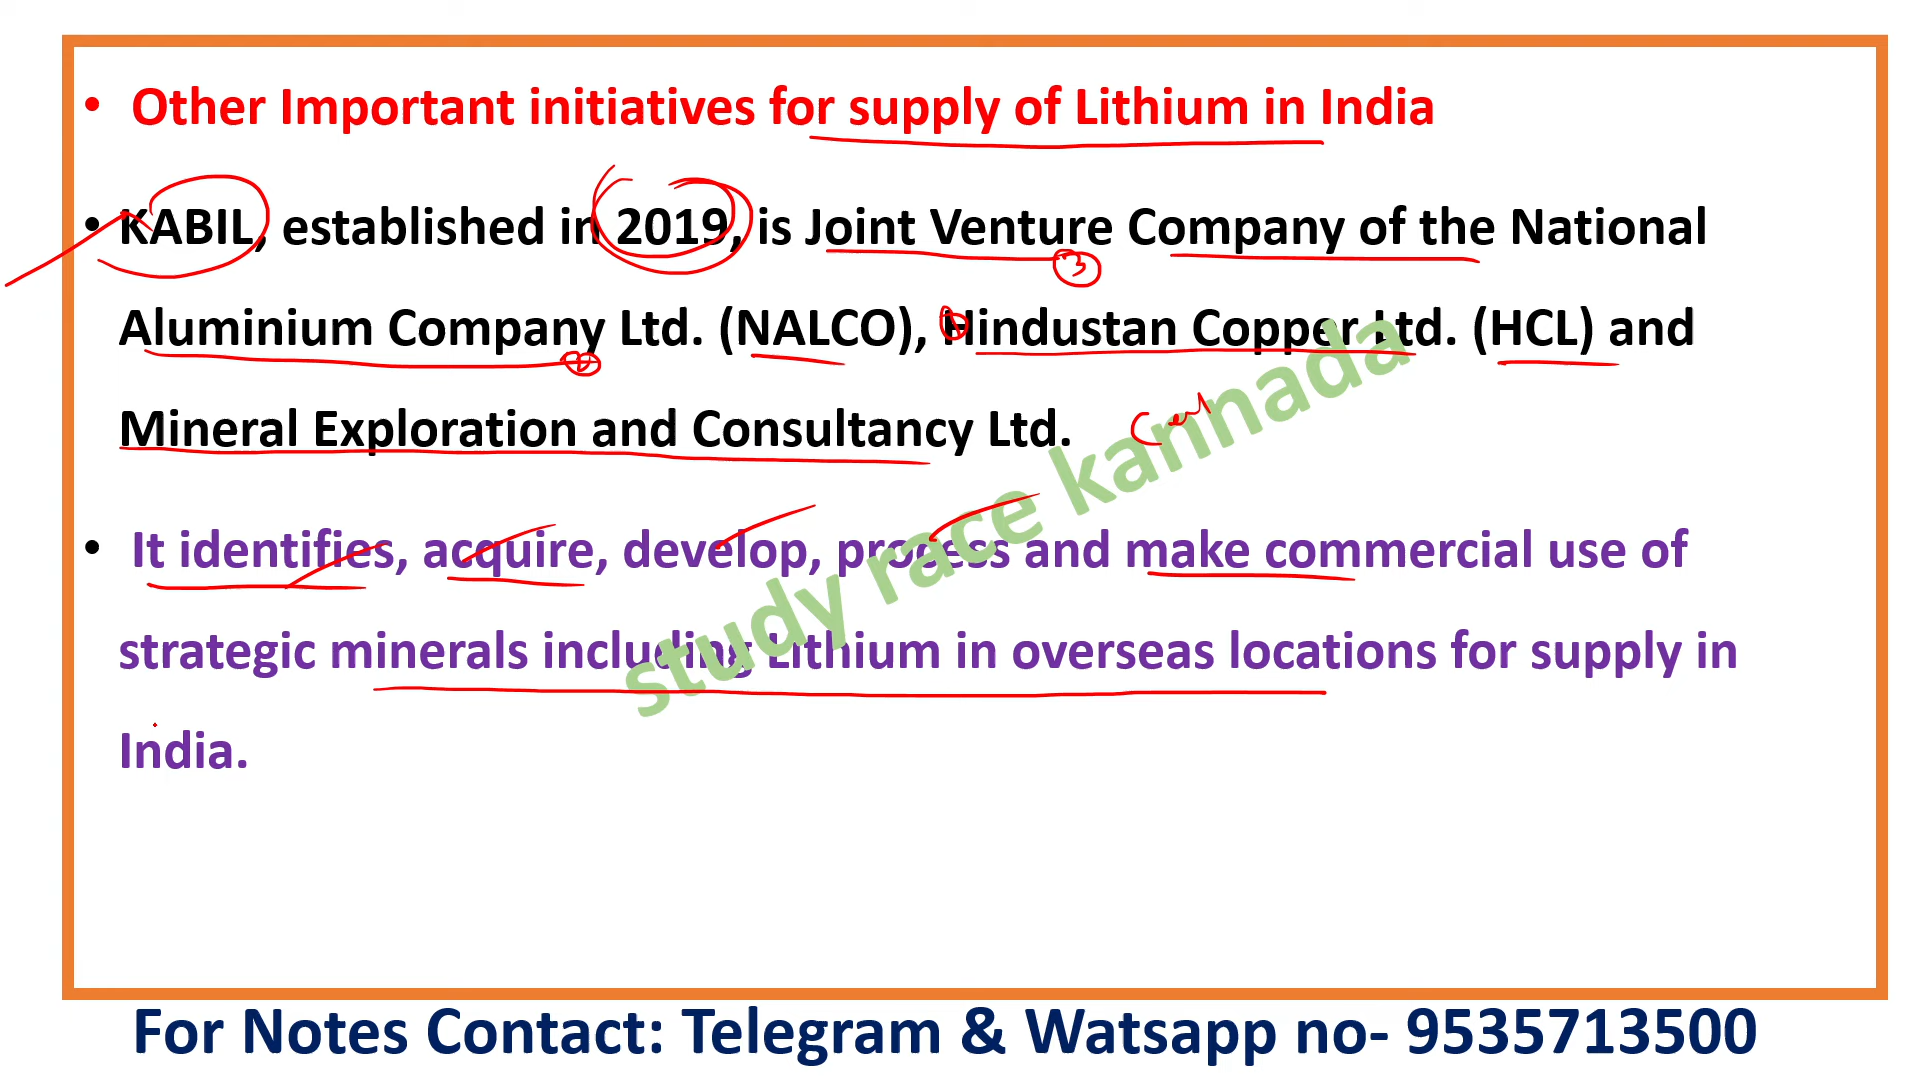 • Other Important initiatives for supply of Lithium in India
• KABIL, established in 2019, is Joint Venture Company of the National
3
Aluminium Company Ltd. (NALCO), Hindustan Copper Ltd. (HCL) and
Mineral Exploration and Consultancy Ltd.
• It identifies, acquire, develop, process and make commercial use of
strategic minerals including Lithium in overseas locations for supply in
India.
study race kannada
For Notes Contact: Telegram & Watsapp no- 9535713500